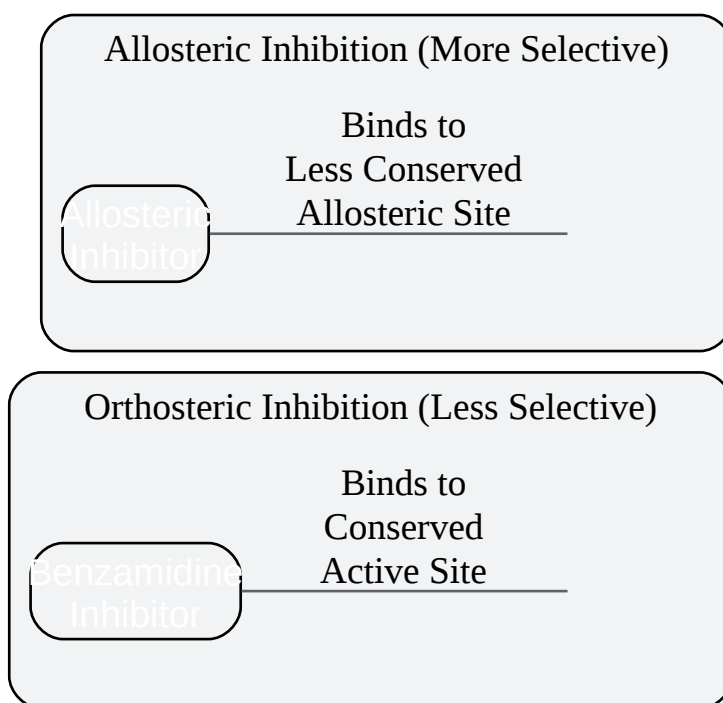 Allosteric Inhibition (More Selective)
Binds to
Less Conserved
Allosteric Site
Allosteric
Inhibitor
Orthosteric Inhibition (Less Selective)
Binds to
Conserved
Active Site
Benzamidine
Inhibitor